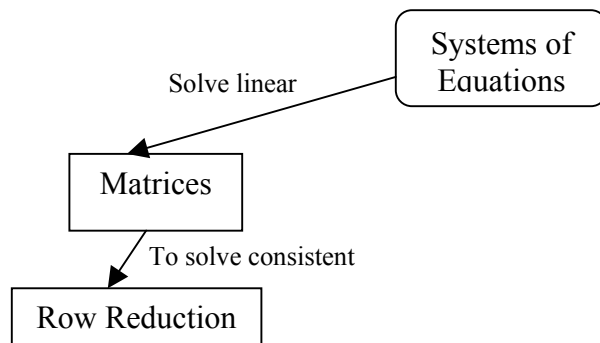 Systems of
Equations
Solve linear
Matrices
To solve consistent
Row Reduction